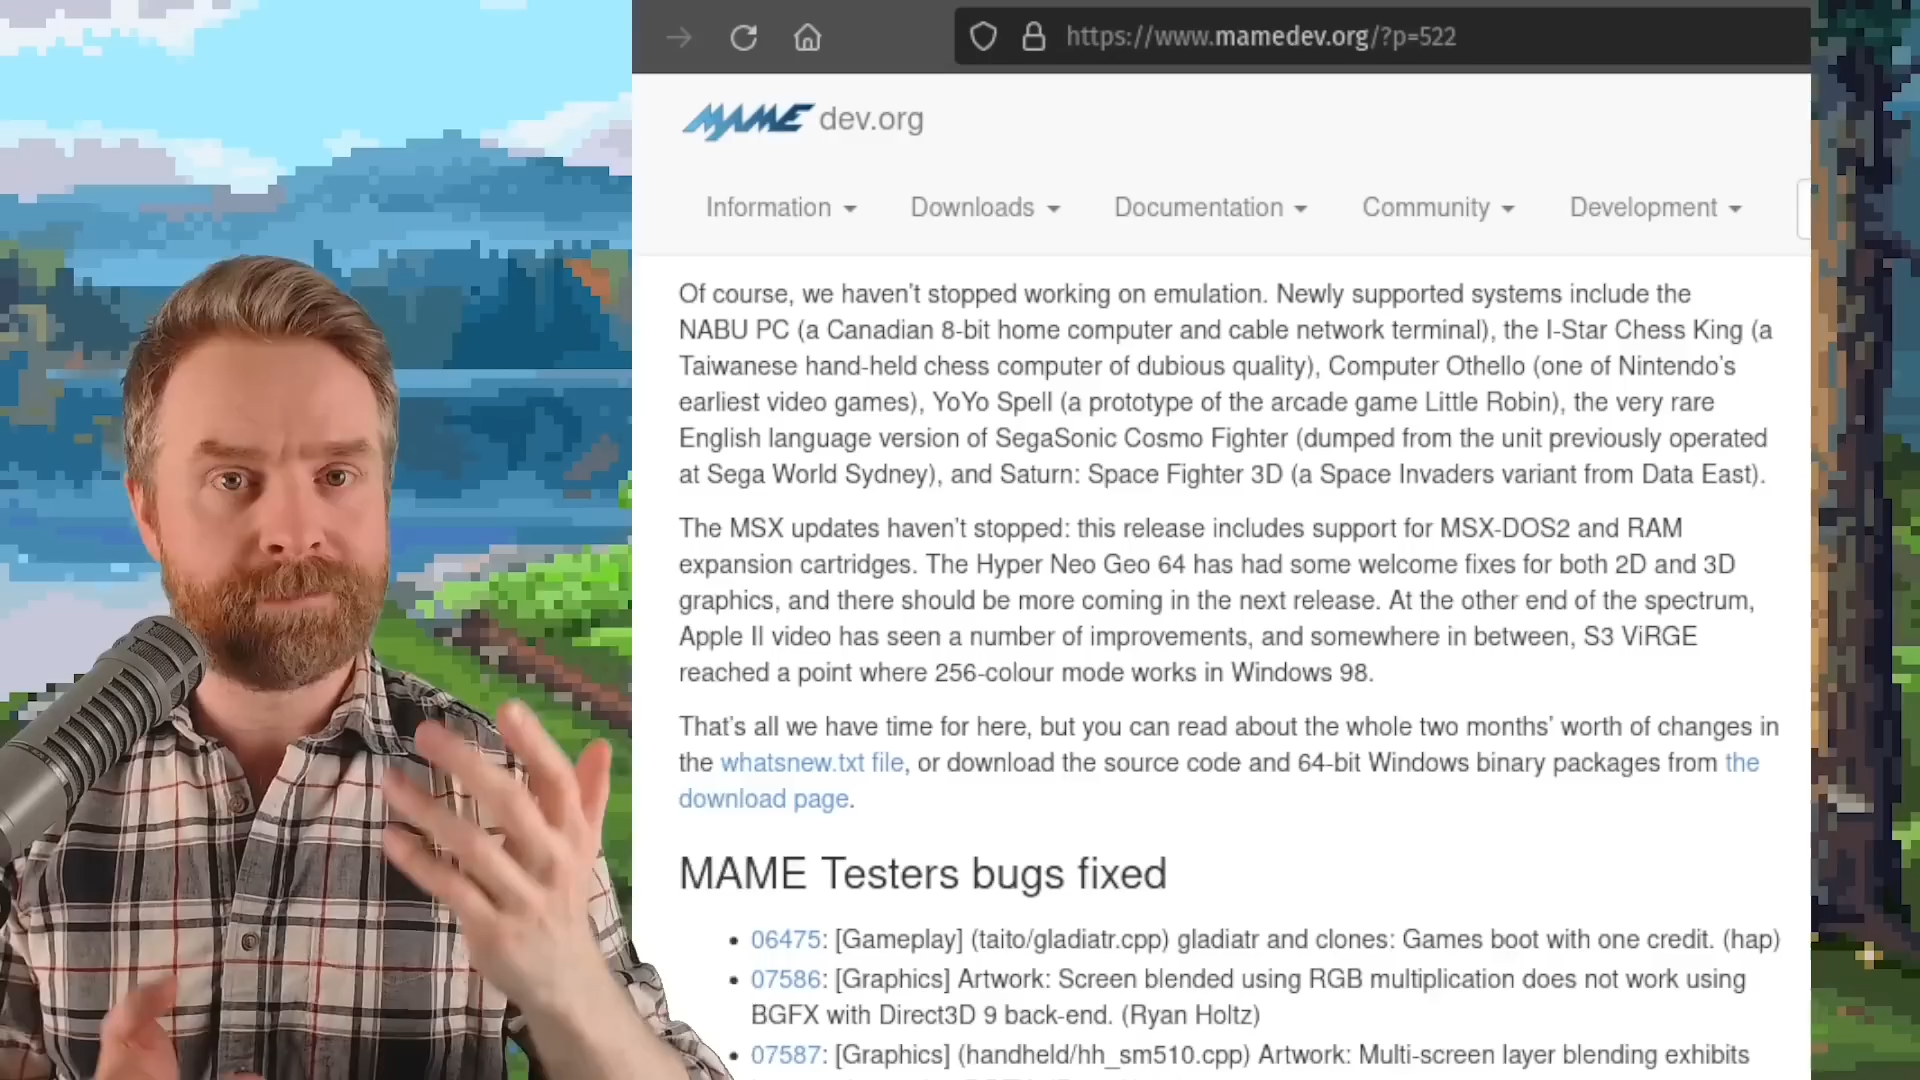 https://www.mamedev.org/?p=522
MAME dev.org
Information Downloads Documentation Community Development
Of course, we haven't stopped working on emulation. Newly supported systems include the
NABU PC (a Canadian 8-bit home computer and cable network terminal), the I-Star Chess King (a
Taiwanese hand-held chess computer of dubious quality), Computer Othello (one of Nintendo's
earliest video games), YoYo Spell (a prototype of the arcade game Little Robin), the very rare
English language version of SegaSonic Cosmo Fighter (dumped from the unit previously operated
at Sega World Sydney), and Saturn: Space Fighter 3D (a Space Invaders variant from Data East).
The MSX updates haven't stopped: this release includes support for MSX-DOS2 and RAM
expansion cartridges. The Hyper Neo Geo 64 has had some welcome fixes for both 2D and 3D
graphics, and there should be more coming in the next release. At the other end of the spectrum,
Apple II video has seen a number of improvements, and somewhere in between, S3 ViRGE
reached a point where 256-colour mode works in Windows 98.
That's all we have time for here, but you can read about the whole two months' worth of changes in
the whatsnew.txt file, or download the source code and 64-bit Windows binary packages from the
download page.
MAME Testers bugs fixed
• 06475: [Gameplay] (taito/gladiatr.cpp) gladiatr and clones: Games boot with one credit. (hap)
• 07586: [Graphics] Artwork: Screen blended using RGB multiplication does not work using
BGFX with Direct3D 9 back-end. (Ryan Holtz)
• 07587: [Graphics] (handheld/hh_sm510.cpp) Artwork: Multi-screen layer blending exhibits